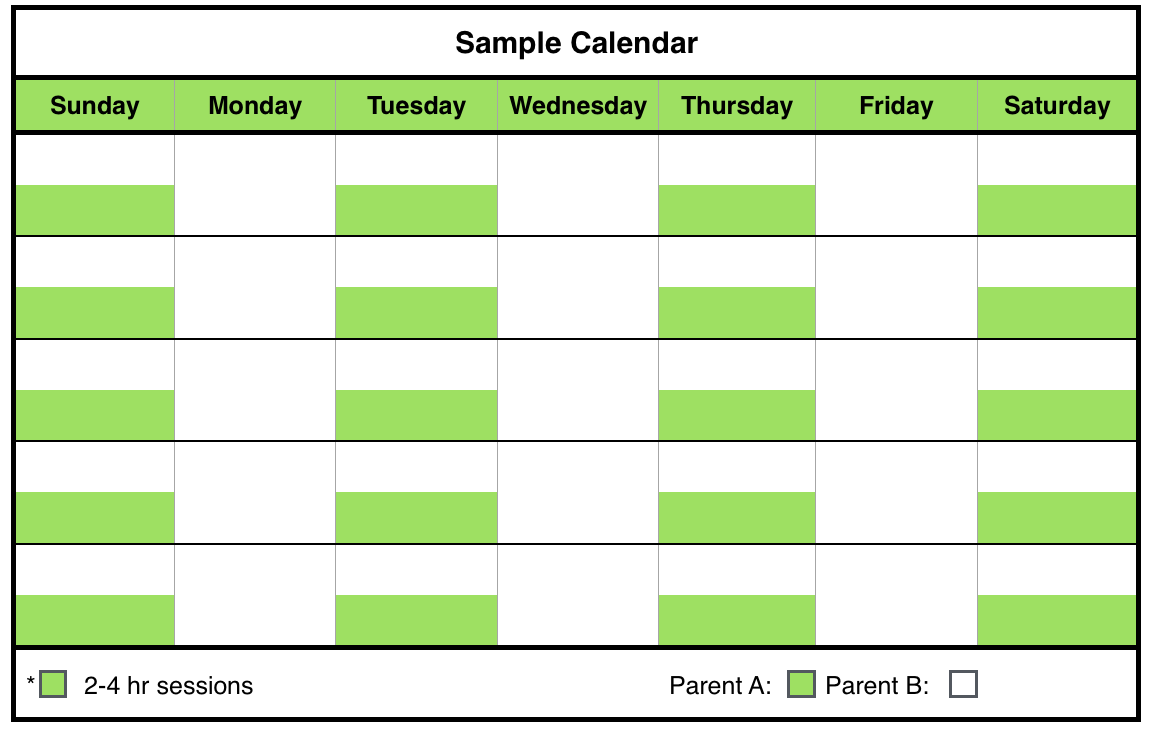 Sample Calendar
Sunday Monday Tuesday Wednesday Thursday Friday Saturday
* 2-4 hr sessions Parent A: Parent B: